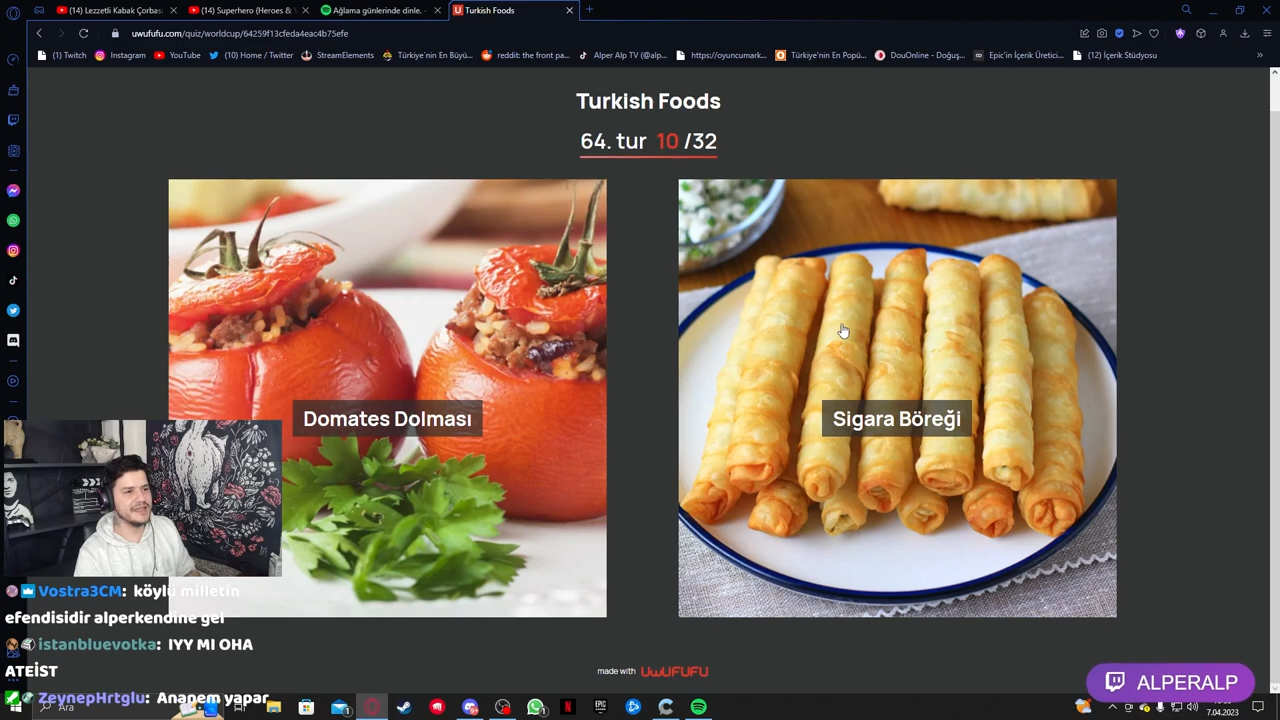 (14) Lezzetli Kabak Çorbas
(14) Superhero (Heroes & V
Ağlama günlerinde dinle. -
Turkish Foods
uwufufu.com/quiz/worldcup/64259f13cfeda4eac4b75efe
(1) Twitch
Instagram
YouTube
(10) Home / Twitter
StreamElements
Türkiye'nin En Büyü...
reddit: the front pa...
Alper Alp TV (@alp...
https://oyuncumark...
Türkiye'nin En Popü...
DouOnline - Doğuş...
Epic'in İçerik Üretici...
(12) İçerik Stüdyosu
Turkish Foods
64. tur 10 /32
Domates Dolması
Sigara Böreği
Vostra3CM: köylü milletin
efendisidir alperkendine gel
istanbluevotka: IYY MI OHA
ATEİST
ZeynepHrtglu: Ananem yapar
made with UWUFUFU
ALPERALP
Ara
7.04.2023